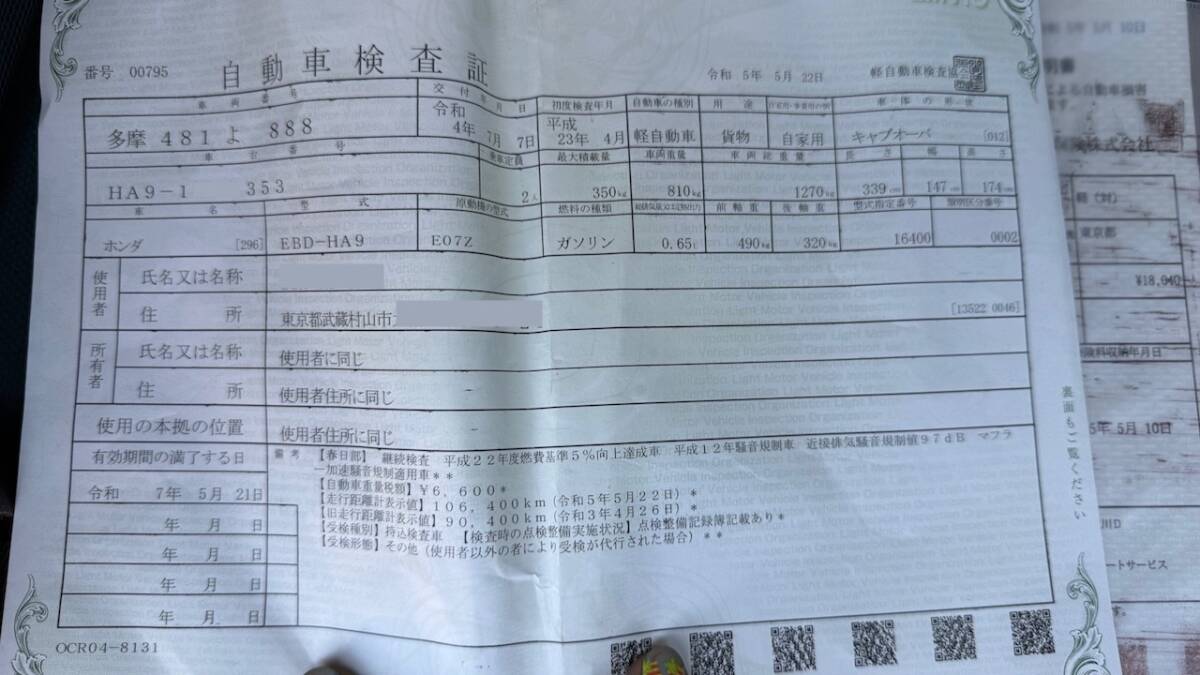 番号 00795
自動車検査証
令和 5年 5月 22日
軽自動車検査協会
車両番号
交付年月日
初度検査年月
自動車の種別
用途
自家用・事業用の別
車体の形状
多摩 481よ 888
令和 4年 7月 7日
平成 23年 4月
軽自動車
貨物
自家用
キャブオーバ [012]
車台番号
乗車定員
最大積載量
車両重量
車両総重量
長さ
幅
高さ
HA9-1 353
2人
350kg
810kg
1270kg
339cm
147cm
174cm
車名
型式
原動機の型式
燃料の種類
総排気量又は定格出力
前軸重
後軸重
型式指定番号
類別区分番号
ホンダ [296]
EBD-HA9
E07Z
ガソリン
0.65L
490kg
320kg
16400
0002
使用者
氏名又は名称
住所
東京都武蔵村山市
[13522 0046]
所有者
氏名又は名称
使用者に同じ
住所
使用者住所に同じ
使用の本拠の位置
使用者住所に同じ
有効期間の満了する日
令和 7年 5月 21日
年 月 日
年 月 日
年 月 日
年 月 日
備考
【春日部】 継続検査 平成22年度燃費基準5%向上達成車 平成12年騒音規制車 近接排気騒音規制値97dB マフラ
ー加速騒音規制適用車**
【自動車重量税額】¥6,600*
【走行距離計表示値】106,400km(令和5年5月22日)*
【旧走行距離計表示値】90,400km(令和3年4月26日)*
【受検種別】持込検査車 【検査時の点検整備実施状況】点検整備記録簿記載あり*
【受検形態】その他(使用者以外の者により受検が代行された場合)**
OCR04-8131
裏面もご覧ください
株式会社
東京都
¥18,040
5年 5月 10日